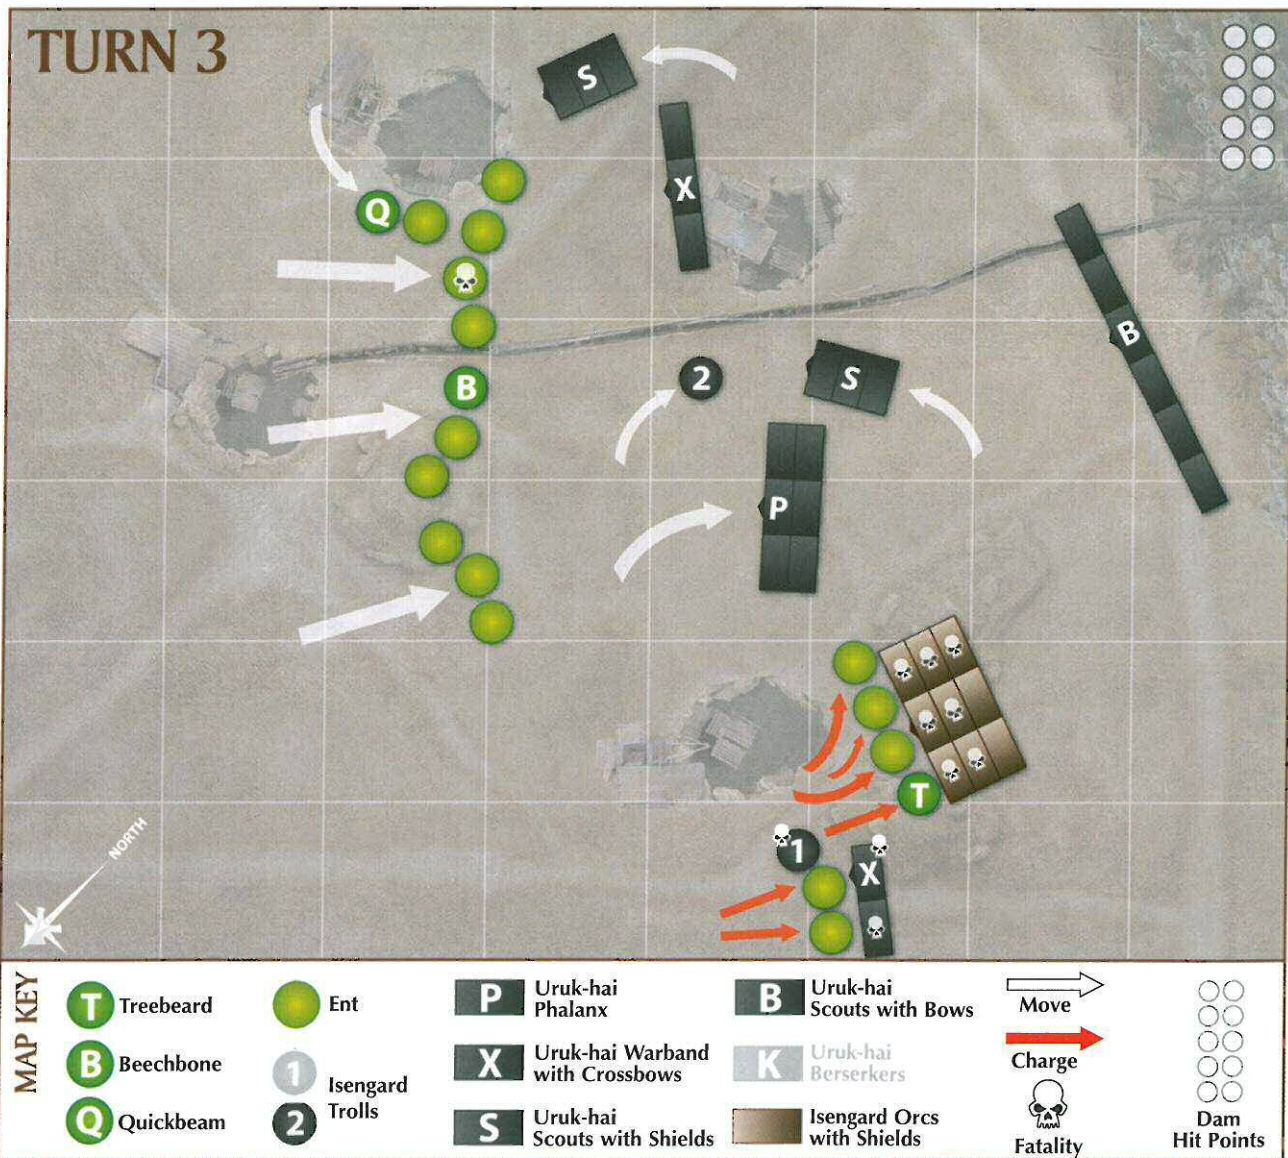 TURN 3
S
X
Q
B
B
2
S
P
T
1
X
NORTH
MAP KEY
T Treebeard
B Beechbone
Q Quickbeam
Ent
1
2
Isengard
Trolls
P Uruk-hai
Phalanx
X Uruk-hai Warband
with Crossbows
S Uruk-hai
Scouts with Shields
B Uruk-hai
Scouts with Bows
K Uruk-hai
Berserkers
Isengard Orcs
with Shields
Move
Charge
Fatality
Dam
Hit Points